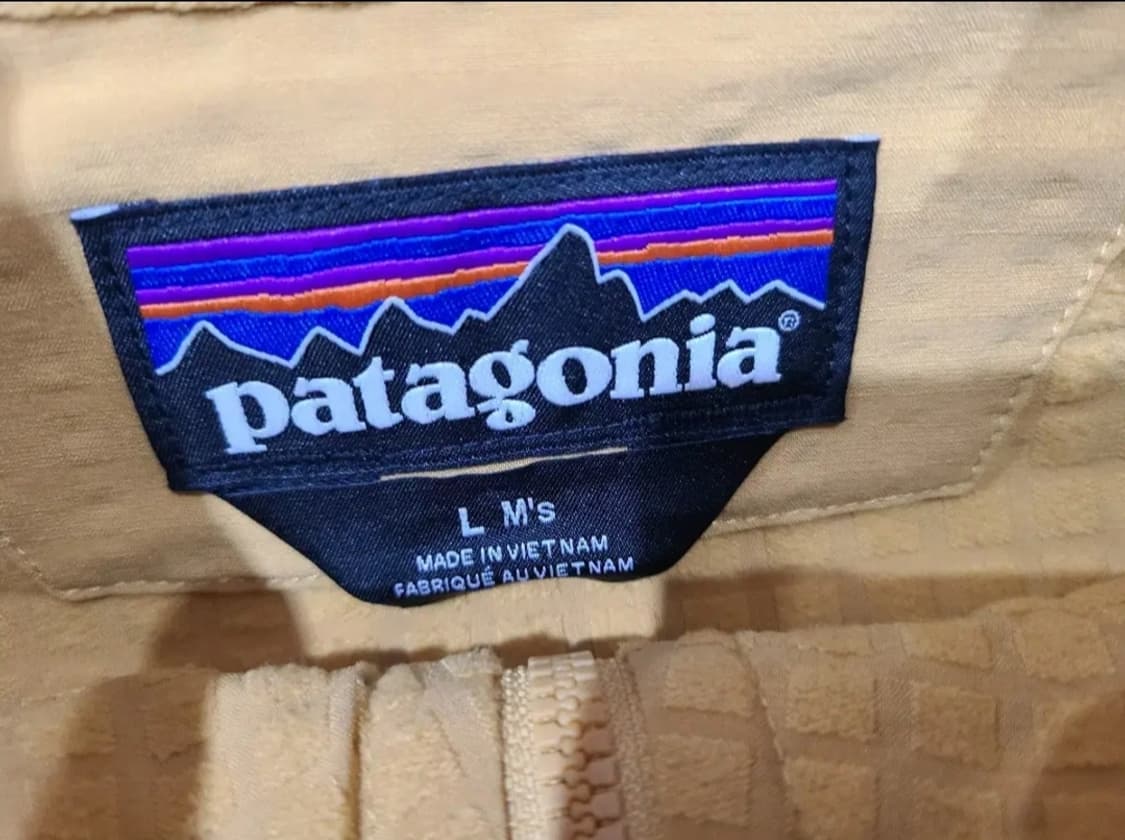 patagonia®
L M's
MADE IN VIETNAM
FABRIQUÉ AU VIETNAM